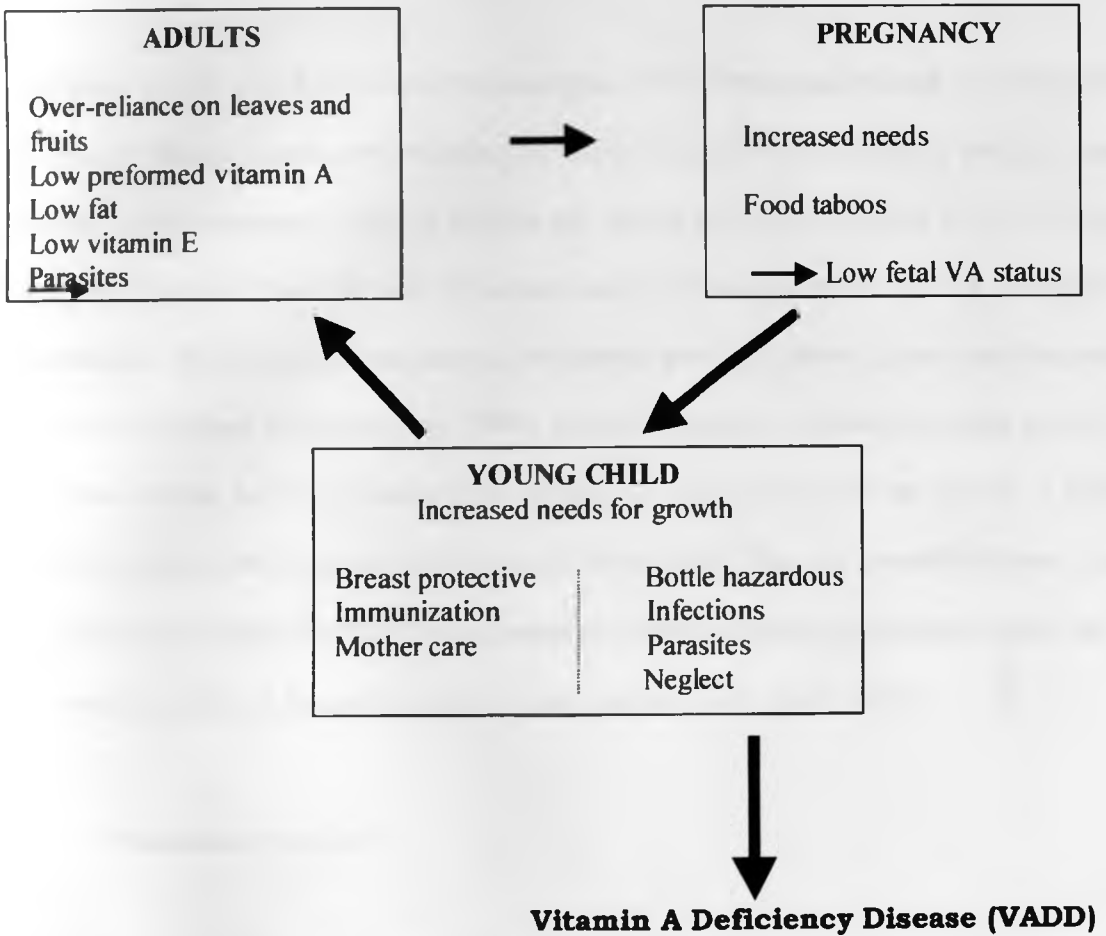 ADULTS
Over-reliance on leaves and
fruits
Low preformed vitamin A
Low fat
Low vitamin E
Parasites
PREGNANCY
Increased needs
Food taboos
Low fetal VA status
YOUNG CHILD
Increased needs for growth
Breast protective
Immunization
Mother care
Bottle hazardous
Infections
Parasites
Neglect
Vitamin A Deficiency Disease (VADD)